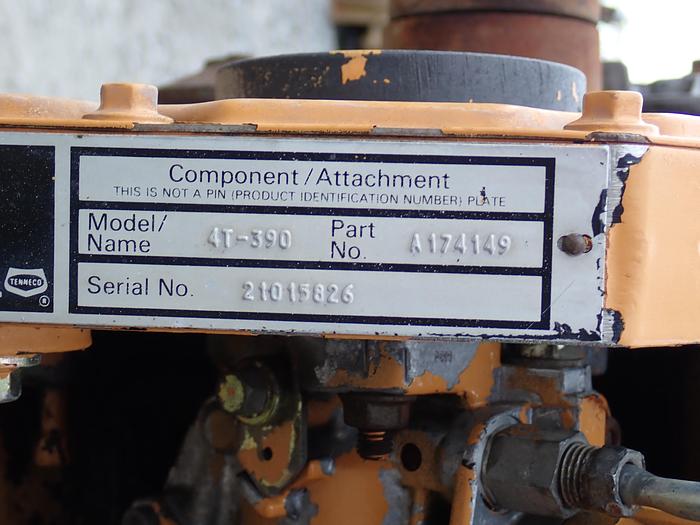 Component/Attachment
THIS IS NOT A PIN (PRODUCT IDENTIFICATION NUMBER) PLATE
Model/ Name 4T-390 Part No. A174149
Serial No. 21015826
TENNECO
®